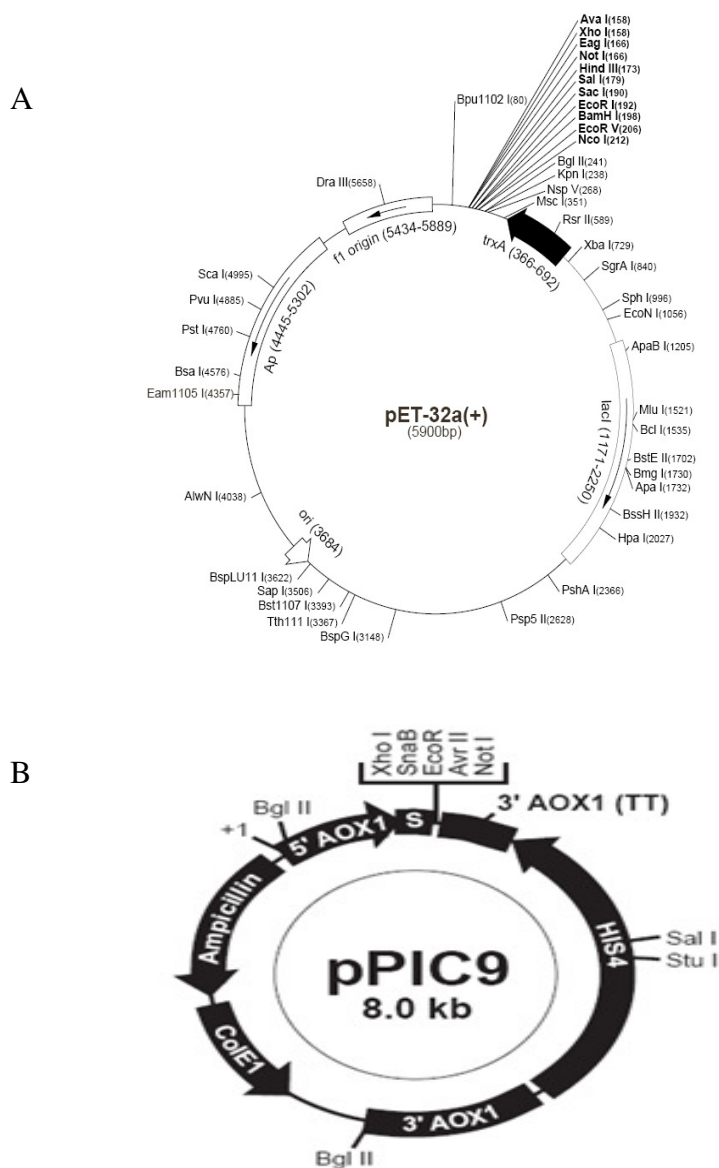 A
Ava I(158)
Xho I(158)
Eag I(166)
Not I(166)
Hind III(173)
Sal I(179)
Sac I(190)
EcoR I(192)
BamH I(198)
EcoR V(206)
Nco I(212)
Bpu1102 I(80)
Bgl II(241)
Kpn I(238)
Nsp V(268)
Msc I(351)
Rsr II(589)
Xba I(729)
SgrA I(840)
Sph I(996)
EcoN I(1056)
ApaB I(1205)
Mlu I(1521)
Bcl I(1535)
BstE II(1702)
Bmg I(1730)
Apa I(1732)
BssH II(1932)
Hpa I(2027)
PshA I(2366)
Psp5 II(2628)
BspG I(3148)
Tth111 I(3367)
Bst1107 I(3393)
Sap I(3506)
BspLU11 I(3622)
AlwN I(4038)
Eam1105 I(4357)
Bsa I(4576)
Pst I(4760)
Pvu I(4885)
Sca I(4995)
Dra III(5658)
f1 origin (5434-5889)
trxA (366-692)
lacI (1171-2250)
ori (3684)
Ap (4445-5302)
pET-32a(+)
(5900bp)
B
Xho I
SnaB
EcoR
Avr II
Not I
3' AOX1 (TT)
Bgl II
+1
5' AOX1
S
HIS4
Sal I
Stu I
3' AOX1
Bgl II
ColE1
Ampicillin
pPIC9
8.0 kb